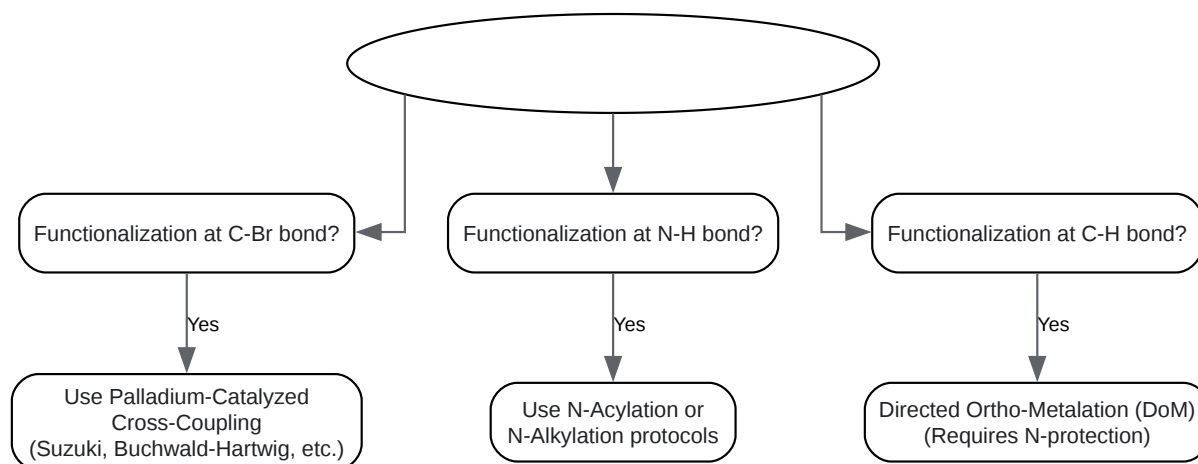 Functionalization at C-Br bond?
Functionalization at N-H bond?
Functionalization at C-H bond?
Yes
Yes
Yes
Use Palladium-Catalyzed
Cross-Coupling
(Suzuki, Buchwald-Hartwig, etc.)
Use N-Acylation or
N-Alkylation protocols
Directed Ortho-Metalation (DoM)
(Requires N-protection)